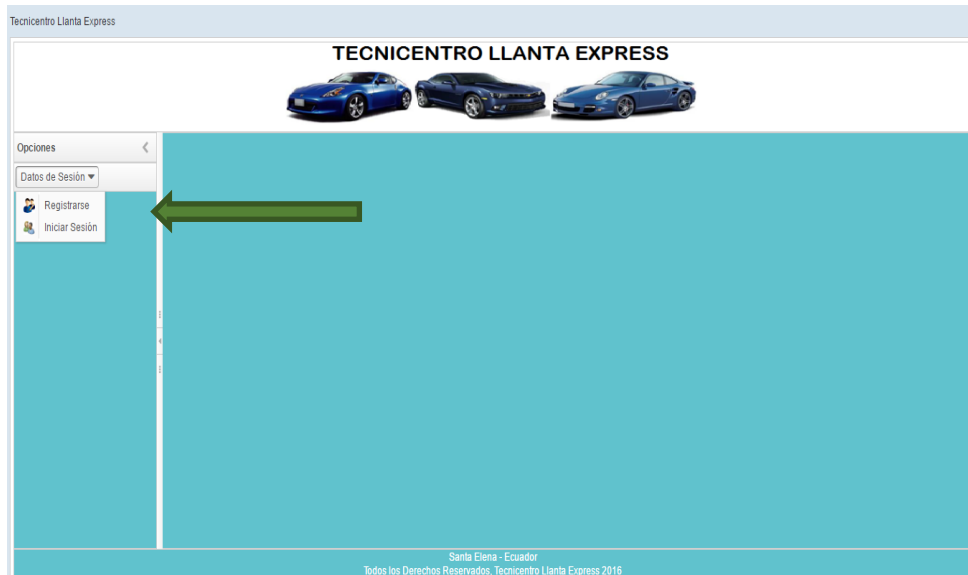 Tecnicentro Llanta Express
TECNICENTRO LLANTA EXPRESS
Opciones
Datos de Sesión
Registrarse
Iniciar Sesión
Santa Elena - Ecuador
Todos los Derechos Reservados. Tecnicentro Llanta Express 2016